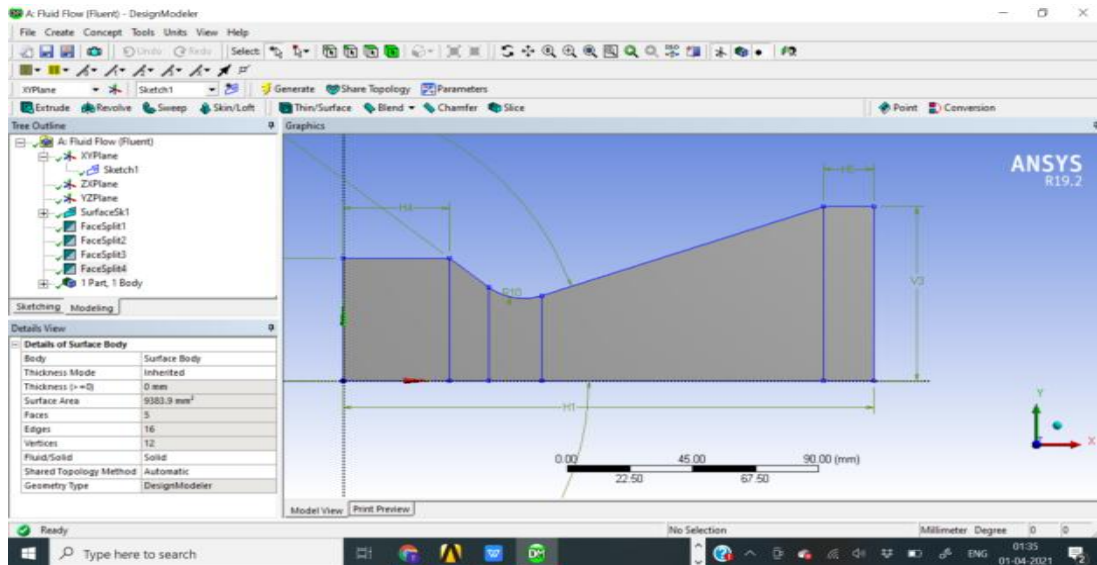 A: Fluid Flow (Fluent) - DesignModeler
File Create Concept Tools Units View Help
Undo Redo Select:
XYPlane Sketch1 Generate Share Topology Parameters
Extrude Revolve Sweep Skin/Loft Thin/Surface Blend Chamfer Slice Point Conversion
Tree Outline
A: Fluid Flow (Fluent)
XYPlane
Sketch1
ZXPlane
YZPlane
SurfaceSk1
FaceSplit1
FaceSplit2
FaceSplit3
FaceSplit4
1 Part, 1 Body
Sketching Modeling
Details View
Details of Surface Body
Body Surface Body
Thickness Mode Inherited
Thickness (>=0) 0 mm
Surface Area 9383.9 mm²
Faces 5
Edges 16
Vertices 12
Fluid/Solid Solid
Shared Topology Method Automatic
Geometry Type DesignModeler
Graphics
ANSYS
R19.2
H4
R10
V3
H1
0.00 45.00 90.00 (mm)
22.50 67.50
Y
X
Model View Print Preview
Ready No Selection Millimeter Degree 0 0
Type here to search
ENG
01:35
01-04-2021
2